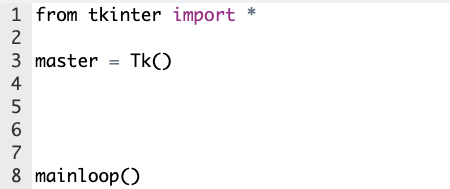 1 from tkinter import *
2
3 master = Tk()
4
5
6
7
8 mainloop()